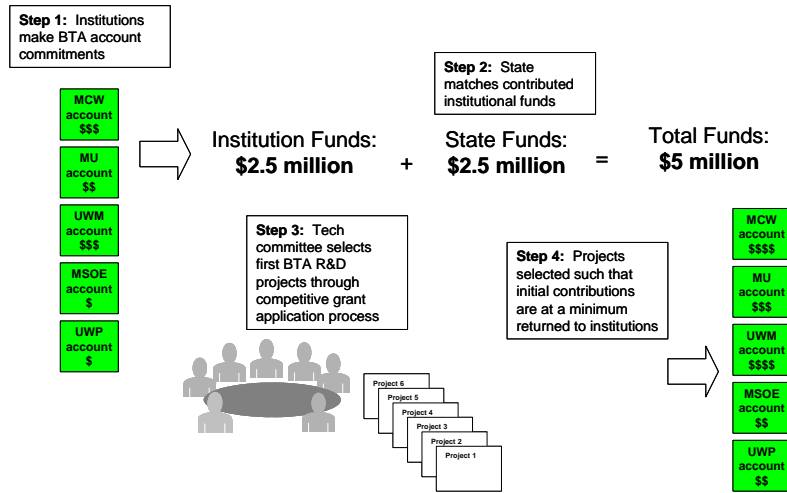 Step 1: Institutions
make BTA account
commitments
MCW
account
$$$
MU
account
$$
UWM
account
$$$
MSOE
account
$
UWP
account
$
Step 2: State
matches contributed
institutional funds
Institution Funds:
$2.5 million
+
State Funds:
$2.5 million
=
Total Funds:
$5 million
Step 3: Tech
committee selects
first BTA R&D
projects through
competitive grant
application process
Project 6
Project 5
Project 4
Project 3
Project 2
Project 1
Step 4: Projects
selected such that
initial contributions
are at a minimum
returned to institutions
MCW
account
$$$$
MU
account
$$$
UWM
account
$$$$
MSOE
account
$$
UWP
account
$$